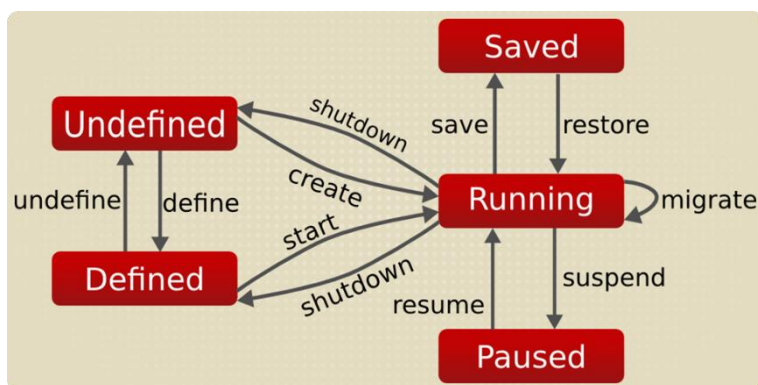 Saved
Undefined
shutdown
save
restore
create
Running
migrate
undefine
define
start
Defined
shutdown
suspend
resume
Paused